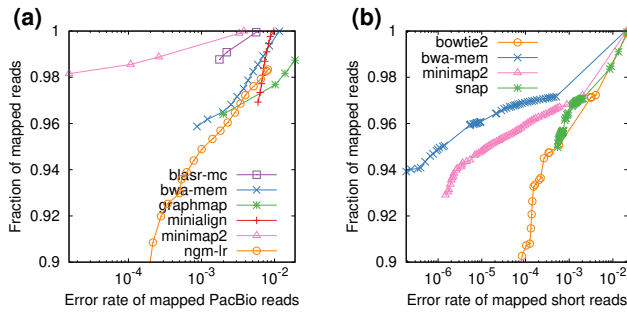 (a)
Fraction of mapped reads
1
0.98
0.96
0.94
0.92
0.9
blasr-mc
bwa-mem
graphmap
minialign
minimap2
ngm-lr
10^-4
10^-3
10^-2
Error rate of mapped PacBio reads
(b)
Fraction of mapped reads
1
0.98
0.96
0.94
0.92
0.9
bowtie2
bwa-mem
minimap2
snap
10^-6
10^-5
10^-4
10^-3
10^-2
Error rate of mapped short reads